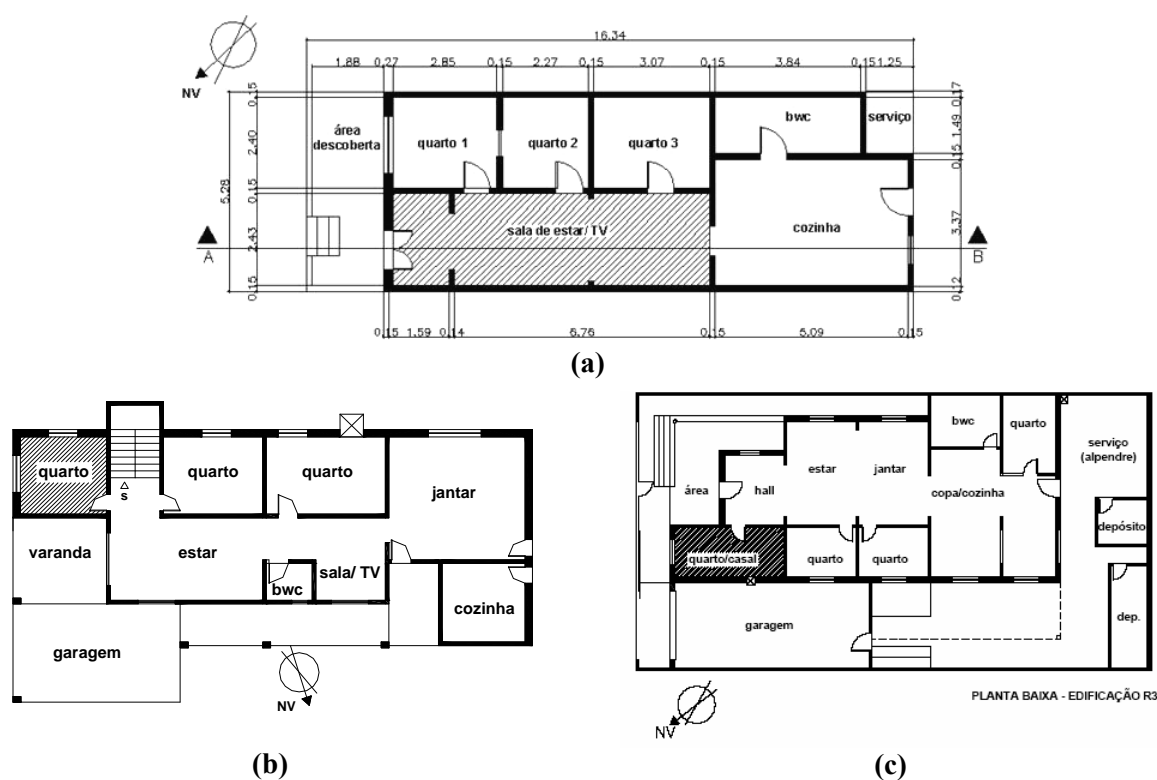 16.34
1.88 0.27 2.85 0.15 2.27 0.15 3.07 0.15 3.84 0.15 1.25
NV
0.15
2.40
0.15
2.43
0.15
5.28
área
descoberta
quarto 1
quarto 2
quarto 3
bwc
serviço
0.17
1.49
0.15
3.37
0.12
sala de estar/ TV
cozinha
A
B
0.15 1.59 0.14 6.76 0.15 5.09 0.15
(a)
quarto
s
quarto
quarto
jantar
varanda
estar
bwc
sala/ TV
cozinha
garagem
NV
(b)
bwc
quarto
serviço
(alpendre)
estar
jantar
área
hall
copa/cozinha
depósito
quarto/casal
quarto
quarto
garagem
dep.
NV
PLANTA BAIXA - EDIFICAÇÃO R3
(c)